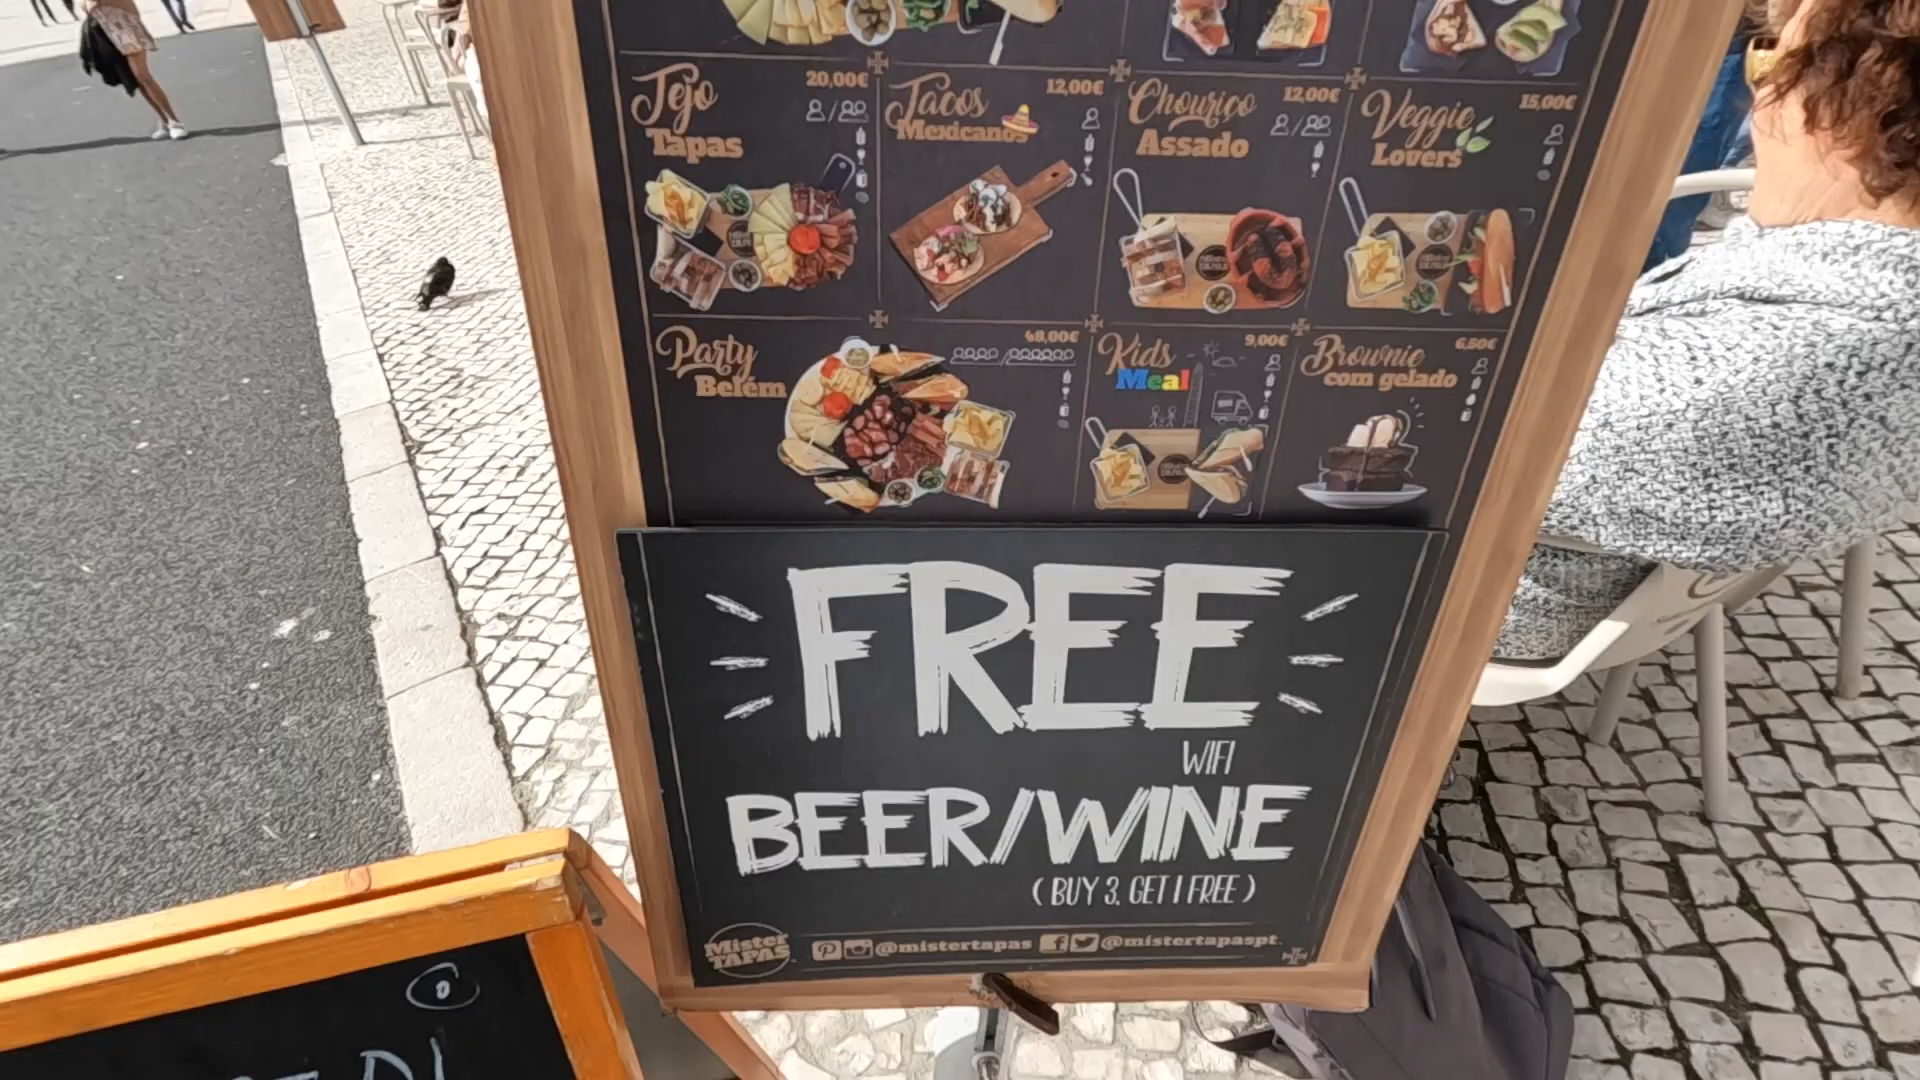 Tejo
Tapas
20,00€
Tacos
Mexicanos
12,00€
Chouriço
Assado
12,00€
Veggie
Lovers
15,00€
Party
Belém
68,00€
Kids
Meal
9,00€
Brownie
com gelado
6,50€
FREE
WIFI
BEER/WINE
( BUY 3, GET 1 FREE )
Mister
TAPAS
@mistertapas
@mistertapaspt